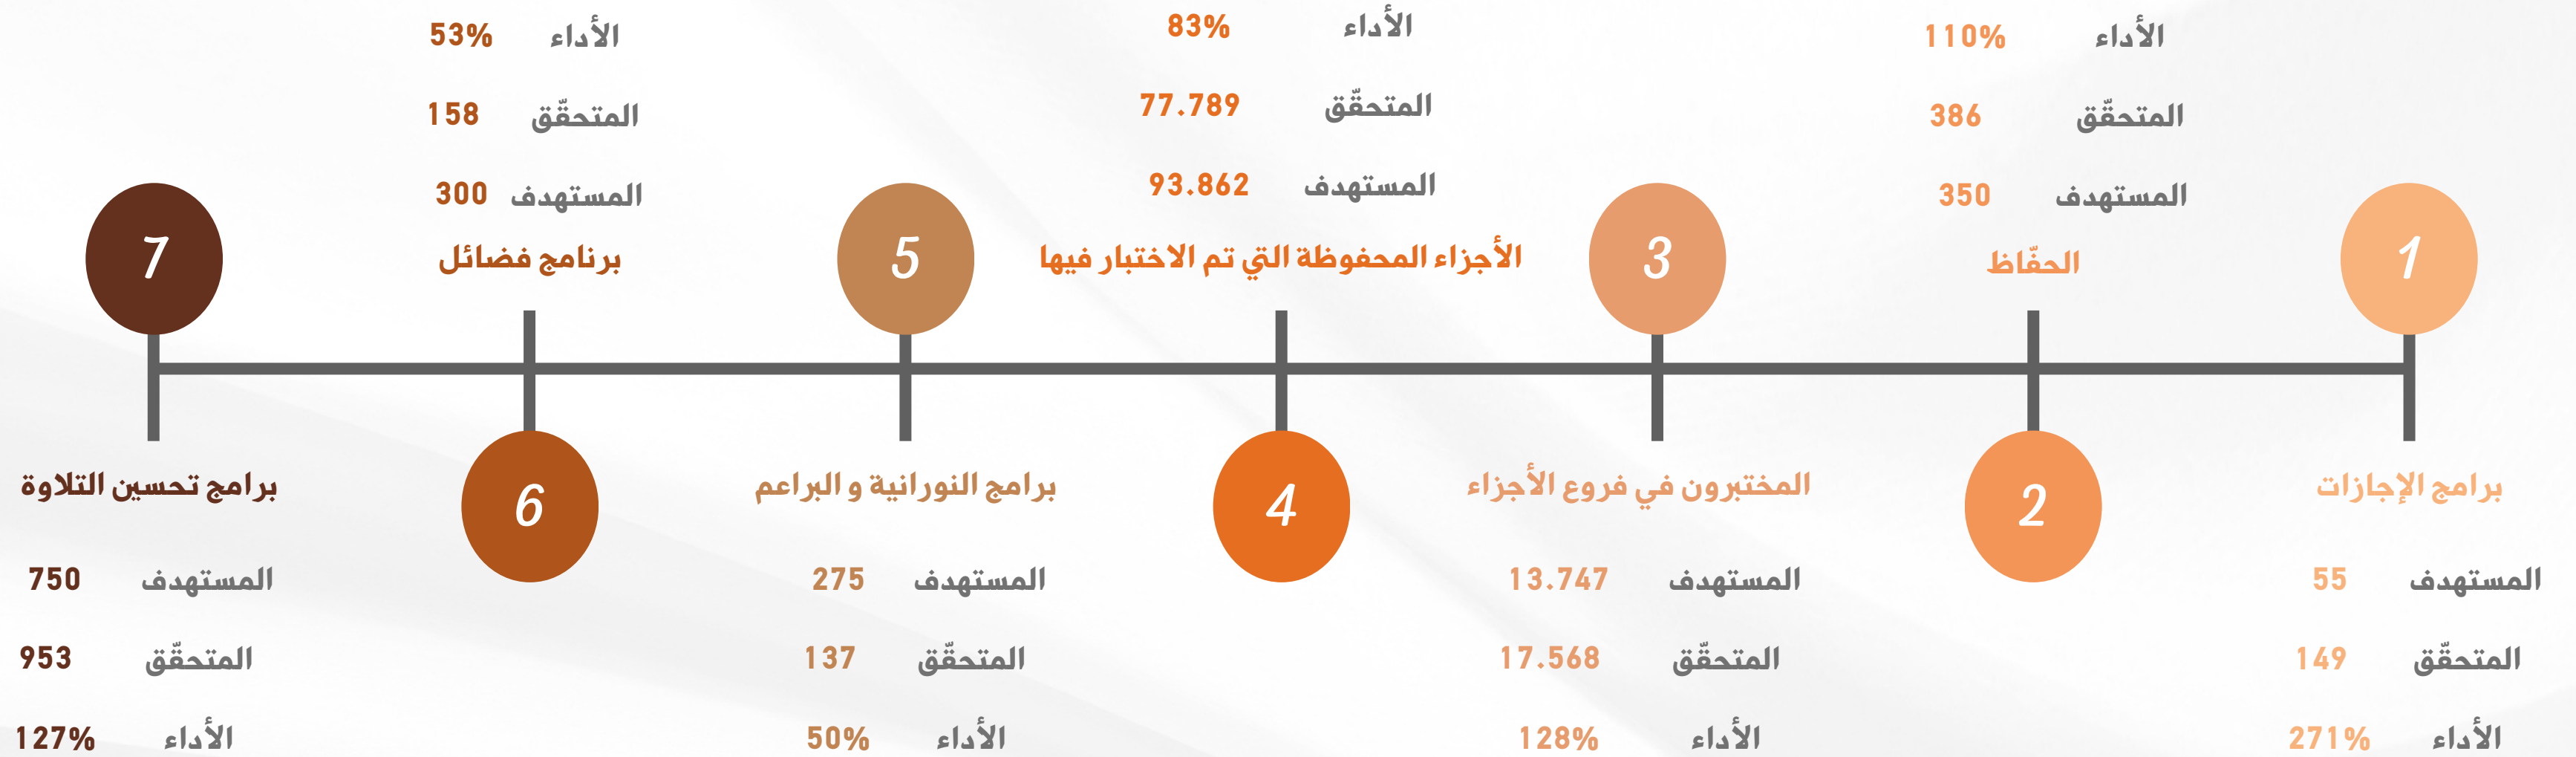 1
برامج الإجازات
المستهدف 55
المتحقّق 149
الأداء 271%
الأداء 110%
المتحقّق 386
المستهدف 350
الحفّاظ
2
3
المختبرون في فروع الأجزاء
المستهدف 13.747
المتحقّق 17.568
الأداء 128%
الأداء 83%
المتحقّق 77.789
المستهدف 93.862
الأجزاء المحفوظة التي تم الاختبار فيها
4
5
برامج النورانية و البراعم
المستهدف 275
المتحقّق 137
الأداء 50%
الأداء 53%
المتحقّق 158
المستهدف 300
برنامج فضائل
6
7
برامج تحسين التلاوة
المستهدف 750
المتحقّق 953
الأداء 127%